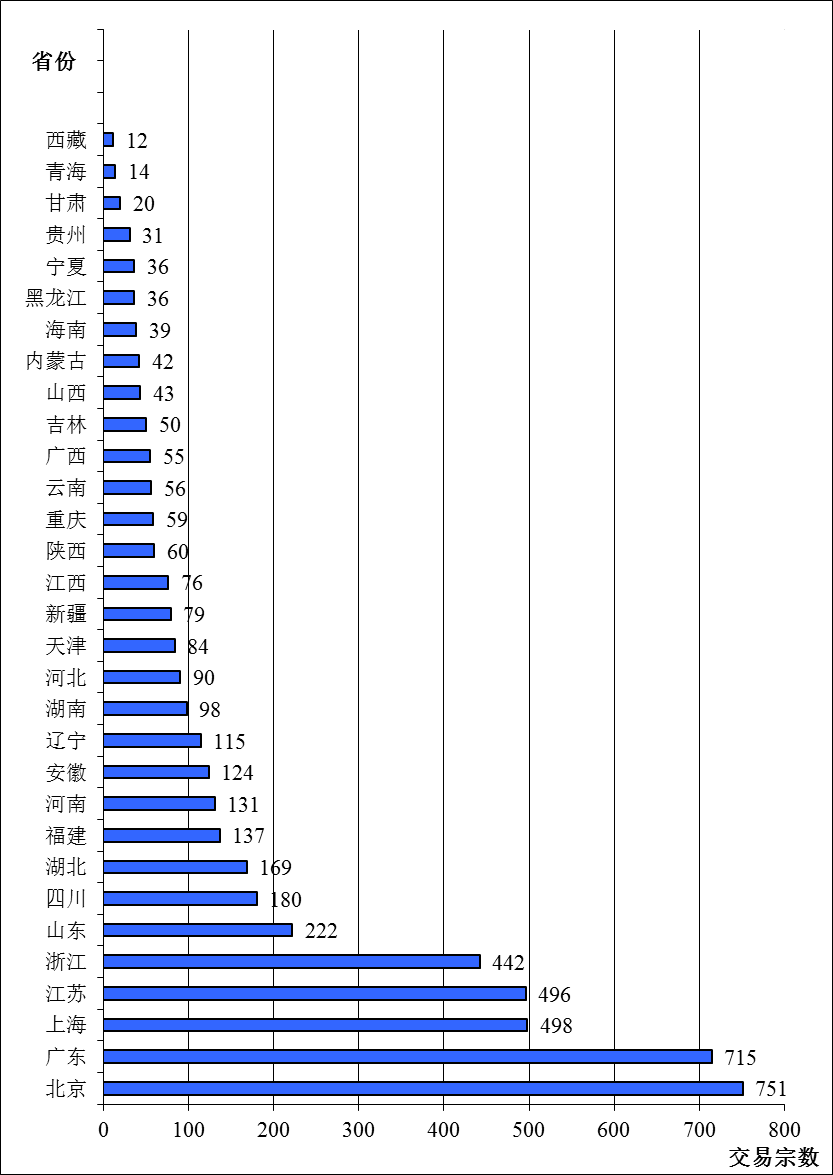 省份
西藏 12
青海 14
甘肃 20
贵州 31
宁夏 36
黑龙江 36
海南 39
内蒙古 42
山西 43
吉林 50
广西 55
云南 56
重庆 59
陕西 60
江西 76
新疆 79
天津 84
河北 90
湖南 98
辽宁 115
安徽 124
河南 131
福建 137
湖北 169
四川 180
山东 222
浙江 442
江苏 496
上海 498
广东 715
北京 751
0 100 200 300 400 500 600 700 800
交易宗数